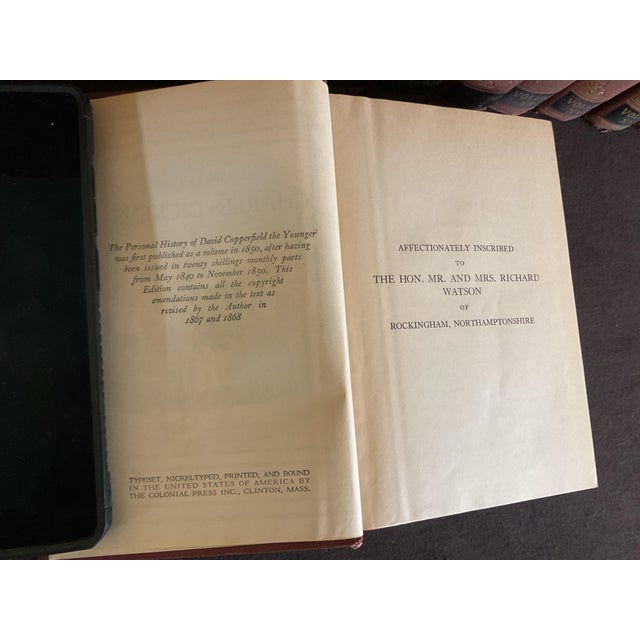 The Personal History of David Copperfield the Younger
was first published as a volume in 1850, after having
been issued in twenty shillings monthly parts
from May 1849 to November 1850. This
Edition contains all the copyright
emendations made in the text as
revised by the Author in
1867 and 1868
TYPESET, NICKELTYPED, PRINTED, AND BOUND
IN THE UNITED STATES OF AMERICA BY
THE COLONIAL PRESS INC., CLINTON, MASS.
AFFECTIONATELY INSCRIBED
TO
THE HON. MR. AND MRS. RICHARD
WATSON
OF
ROCKINGHAM, NORTHAMPTONSHIRE